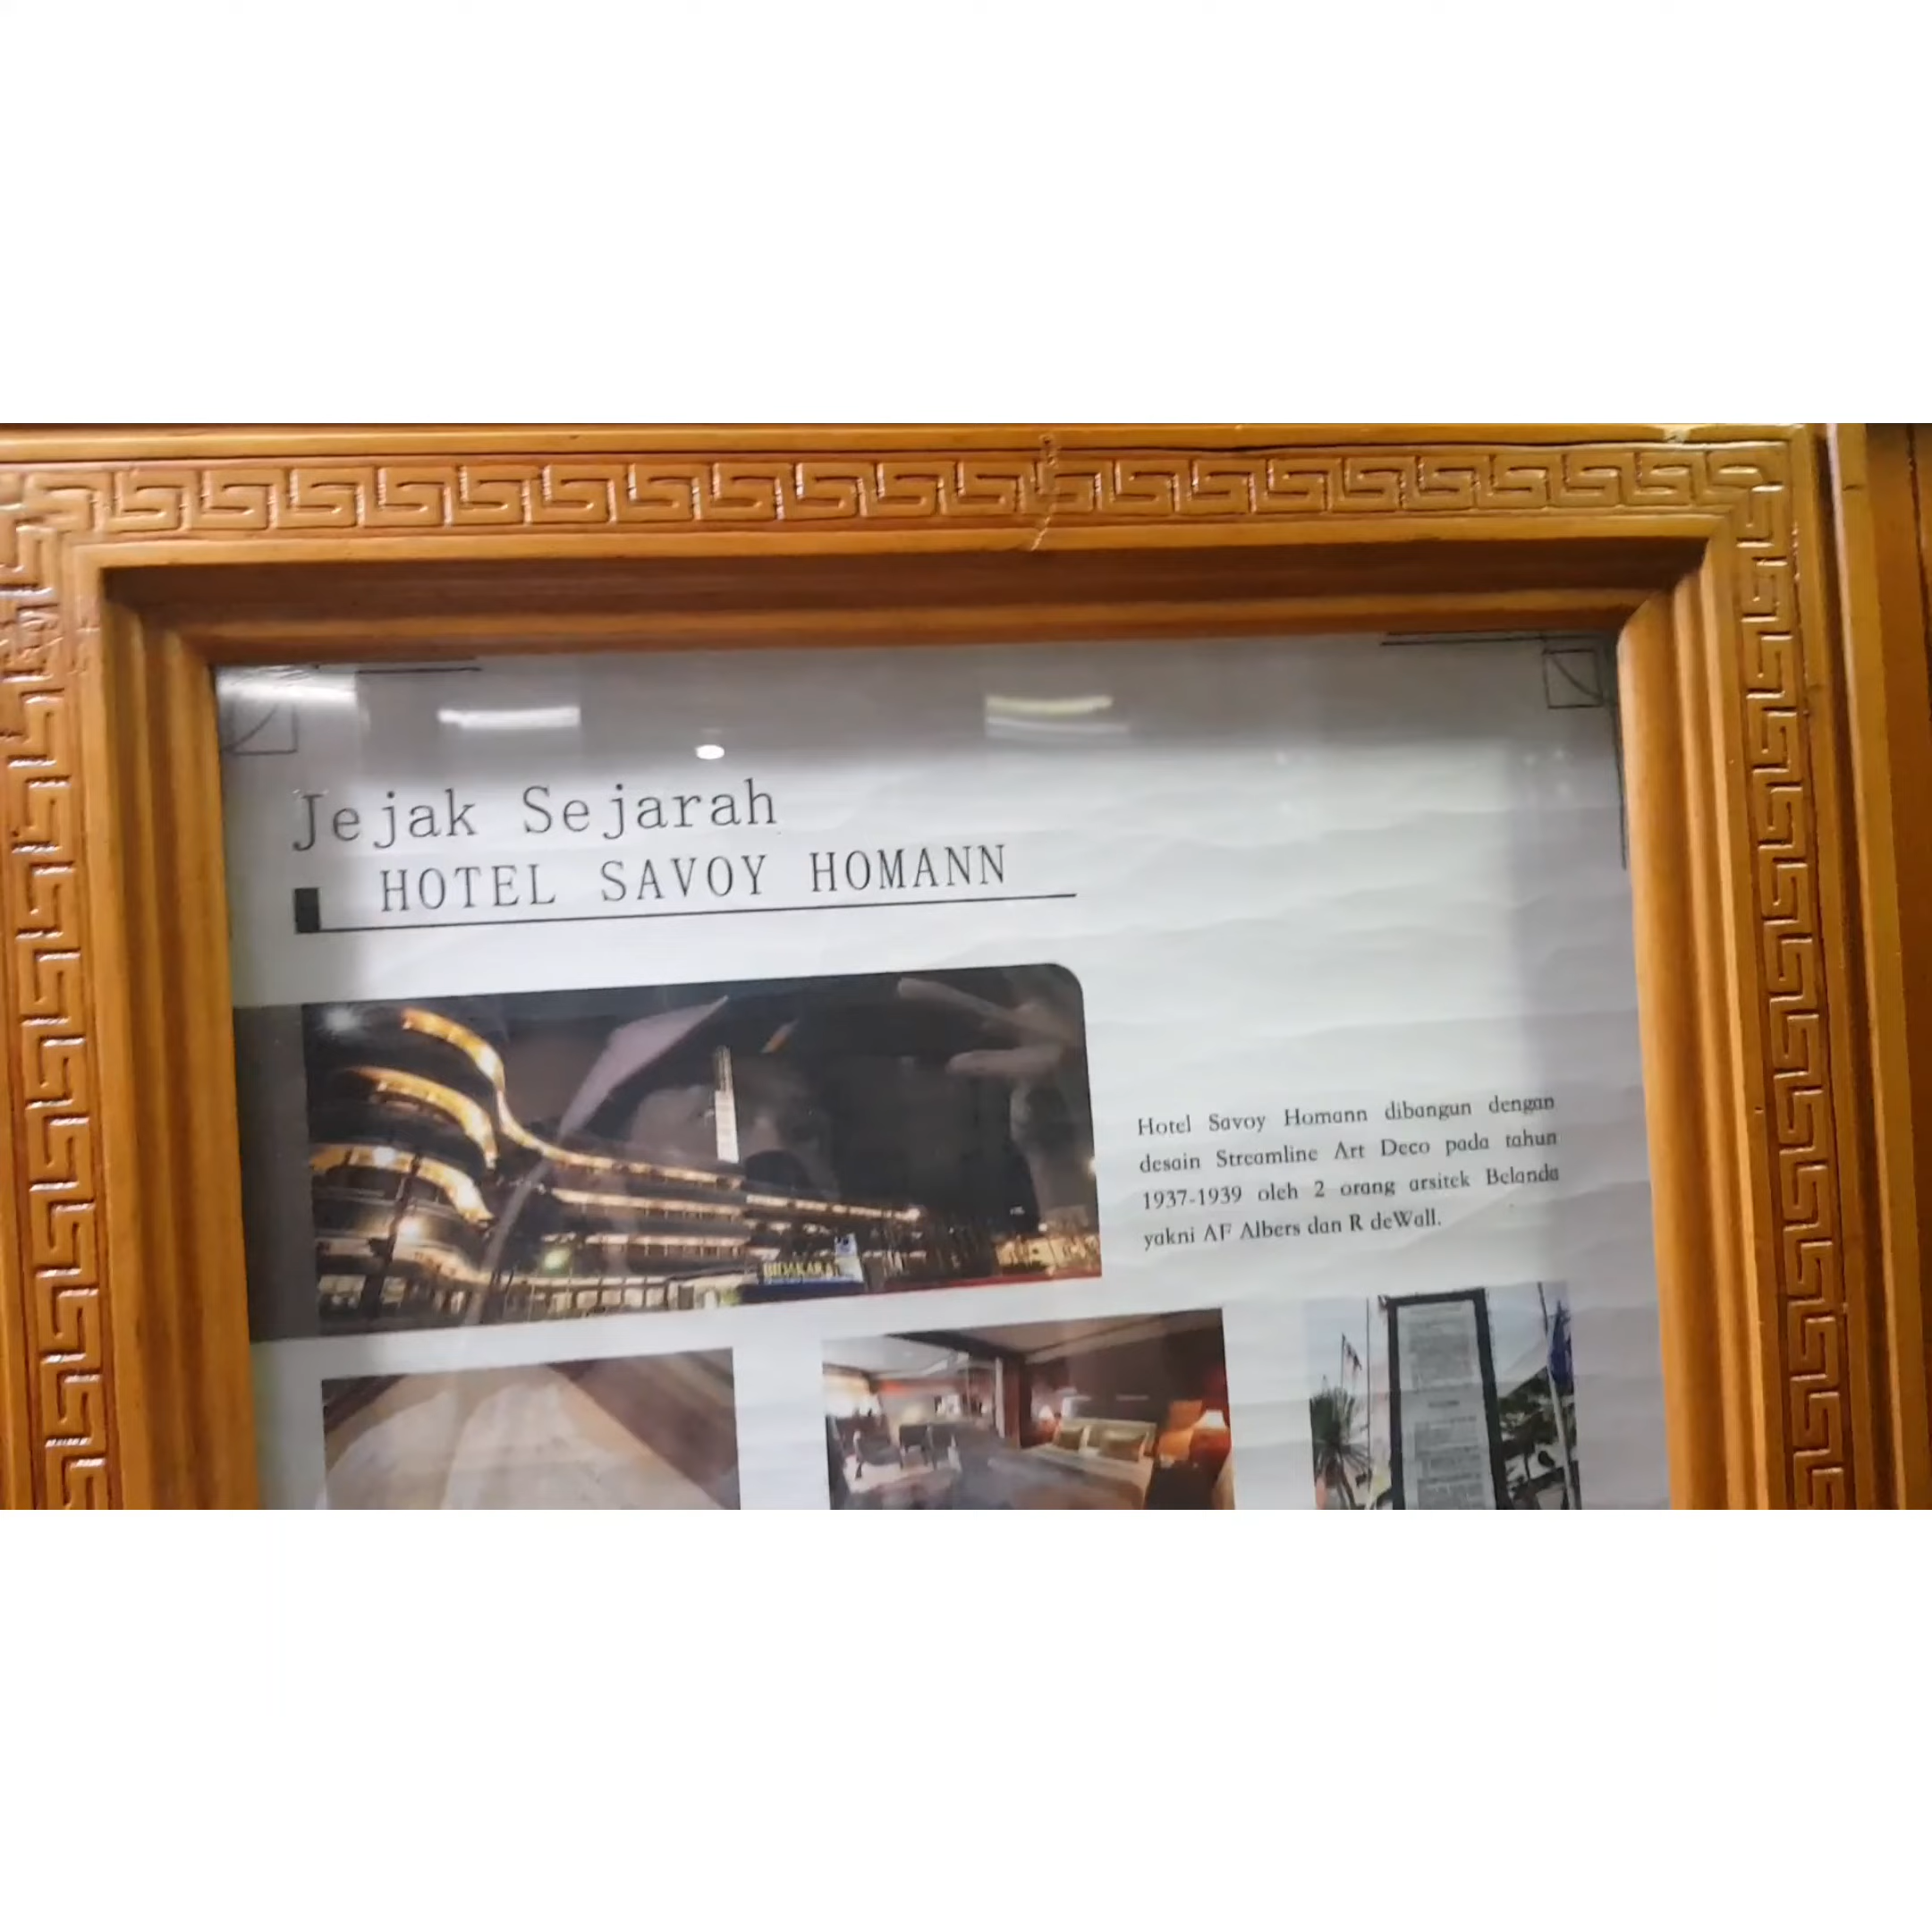 Jejak Sejarah
HOTEL SAVOY HOMANN
Hotel Savoy Homann dibangun dengan
desain Streamline Art Deco pada tahun
1937-1939 oleh 2 orang arsitek Belanda
yakni AF Albers dan R deWall.
BIDAKARA